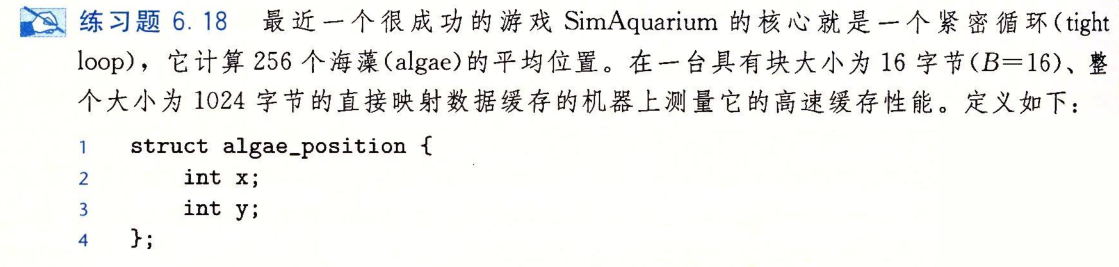 练习题 6.18 最近一个很成功的游戏 SimAquarium 的核心就是一个紧密循环(tight
loop)，它计算 256 个海藻(algae)的平均位置。在一台具有块大小为 16 字节(B=16)、整
个大小为 1024 字节的直接映射数据缓存的机器上测量它的高速缓存性能。定义如下：
1 struct algae_position {
2 int x;
3 int y;
4 };